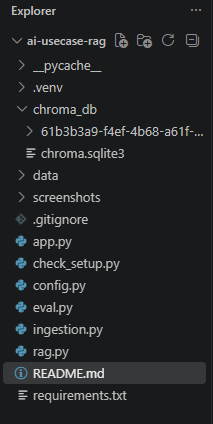 Explorer
ai-usecase-rag
__pycache__
.venv
chroma_db
61b3b3a9-f4ef-4b68-a61f-...
chroma.sqlite3
data
screenshots
.gitignore
app.py
check_setup.py
config.py
eval.py
ingestion.py
rag.py
README.md
requirements.txt